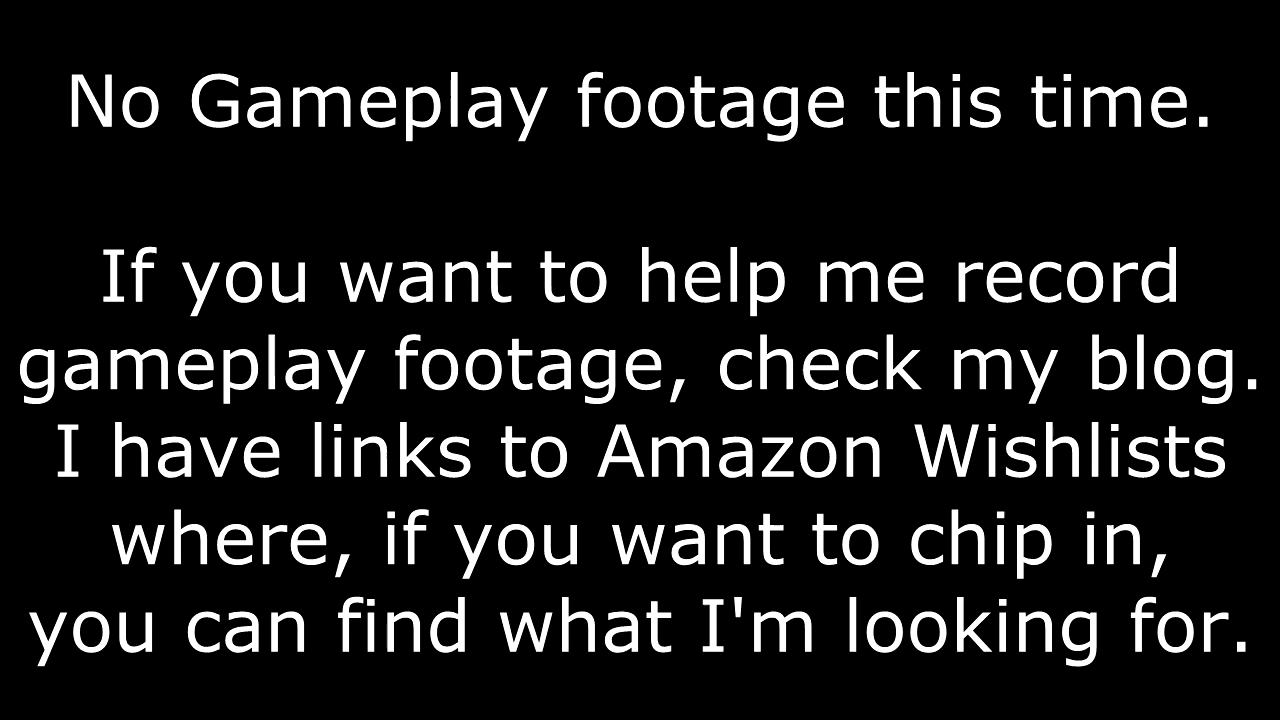 No Gameplay footage this time.
If you want to help me record
gameplay footage, check my blog.
I have links to Amazon Wishlists
where, if you want to chip in,
you can find what I'm looking for.